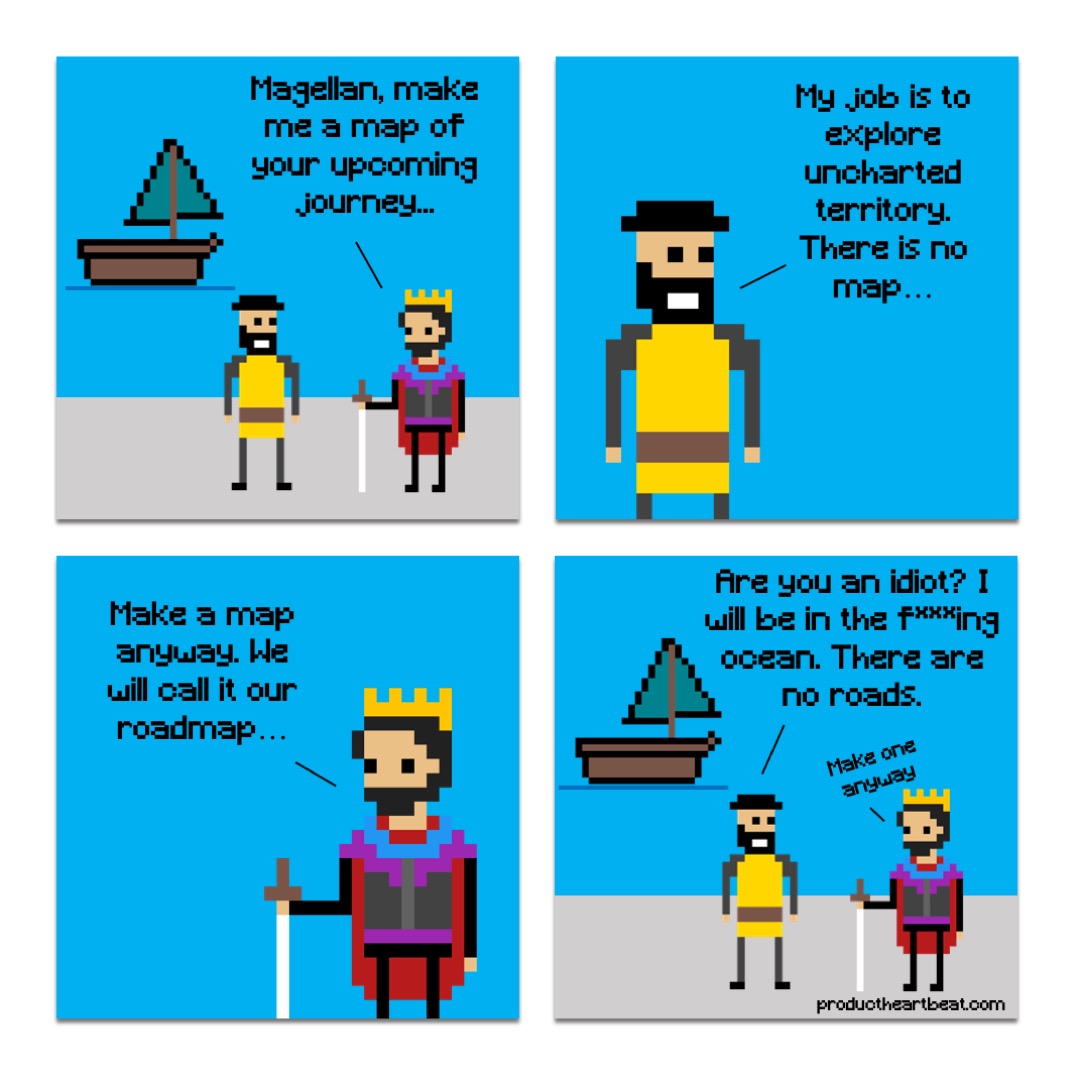 Magellan, make
me a map of
your upcoming
journey...
My job is to
explore
uncharted
territory.
There is no
map...
Make a map
anyway. We
will call it our
roadmap...
Are you an idiot? I
will be in the f***ing
ocean. There are
no roads.
Make one
anyway
productheartbeat.com